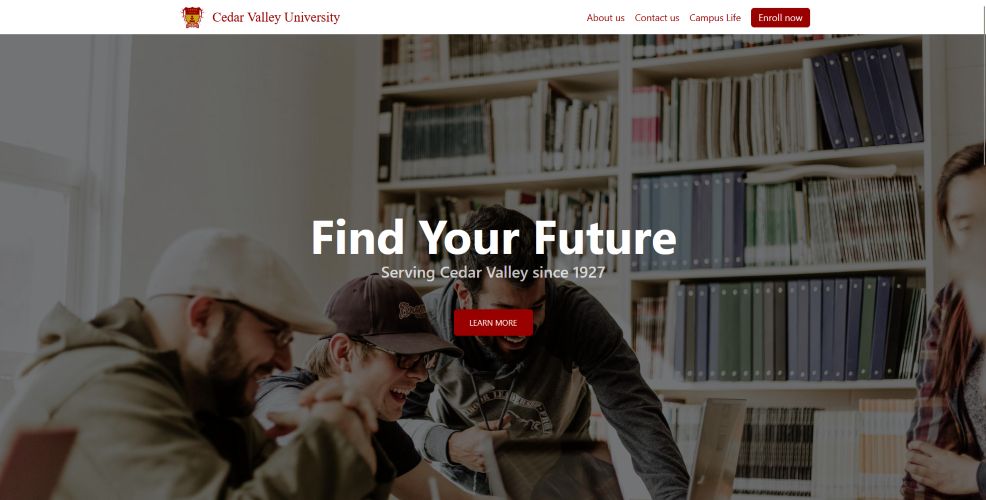 Cedar Valley University
About us
Contact us
Campus Life
Enroll now
Find Your Future
Serving Cedar Valley since 1927
LEARN MORE